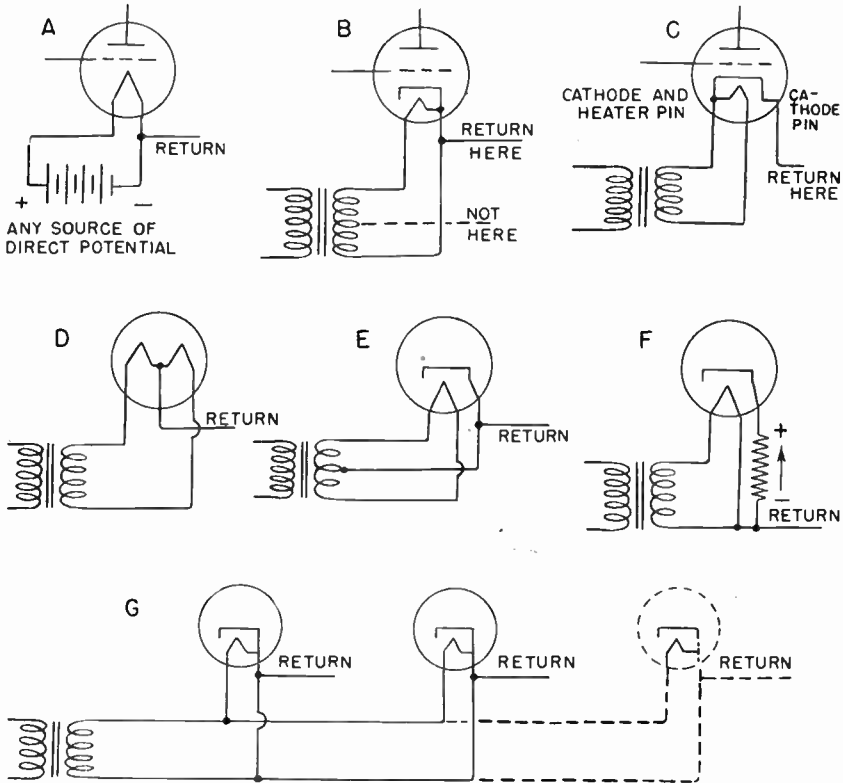 A
RETURN
+
−
ANY SOURCE OF
DIRECT POTENTIAL
B
RETURN
HERE
NOT
HERE
C
CATHODE AND
HEATER PIN
CA-
THODE
PIN
RETURN
HERE
D
RETURN
E
RETURN
F
+
−
RETURN
G
RETURN
RETURN
RETURN